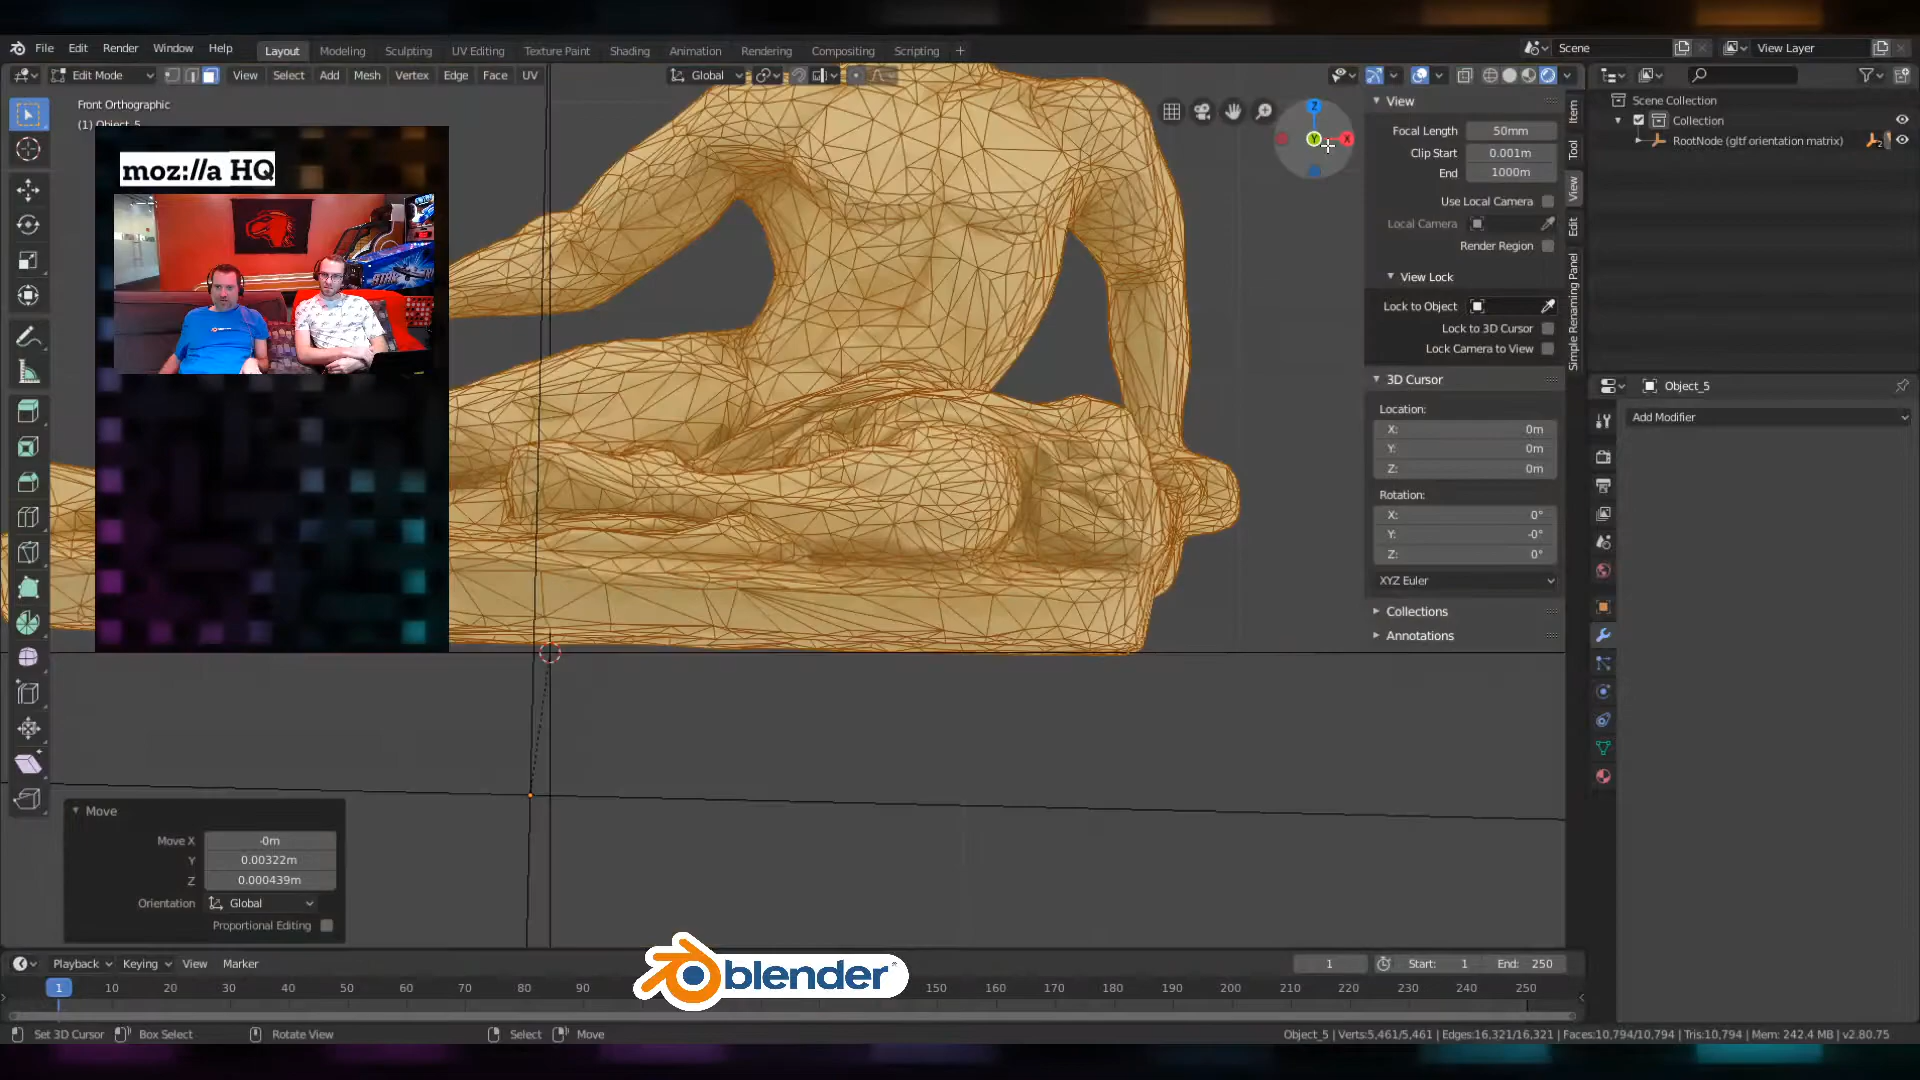 File Edit Render Window Help Layout Modeling Sculpting UV Editing Texture Paint Shading Animation Rendering Compositing Scripting + Scene View Layer
Edit Mode View Select Add Mesh Vertex Edge Face UV Global
Front Orthographic
(1) Object_5
moz://a HQ
Z
Y
X
View
Focal Length 50mm
Clip Start 0.001m
End 1000m
Use Local Camera
Local Camera
Render Region
View Lock
Lock to Object
Lock to 3D Cursor
Lock Camera to View
3D Cursor
Location:
X: 0m
Y: 0m
Z: 0m
Rotation:
X: 0°
Y: -0°
Z: 0°
XYZ Euler
Collections
Annotations
Item
Tool
View
Edit
Simple Renaming Panel
Scene Collection
Collection
RootNode (gltf orientation matrix) 2
Object_5
Add Modifier
Move
Move X -0m
Y 0.00322m
Z 0.000439m
Orientation Global
Proportional Editing
Playback Keying View Marker
1 Start: 1 End: 250
1 10 20 30 40 50 60 70 80 90 150 160 170 180 190 200 210 220 230 240 250
blender
Set 3D Cursor Box Select Rotate View Select Move
Object_5 | Verts:5,461/5,461 | Edges:16,321/16,321 | Faces:10,794/10,794 | Tris:10,794 | Mem: 242.4 MB | v2.80.75